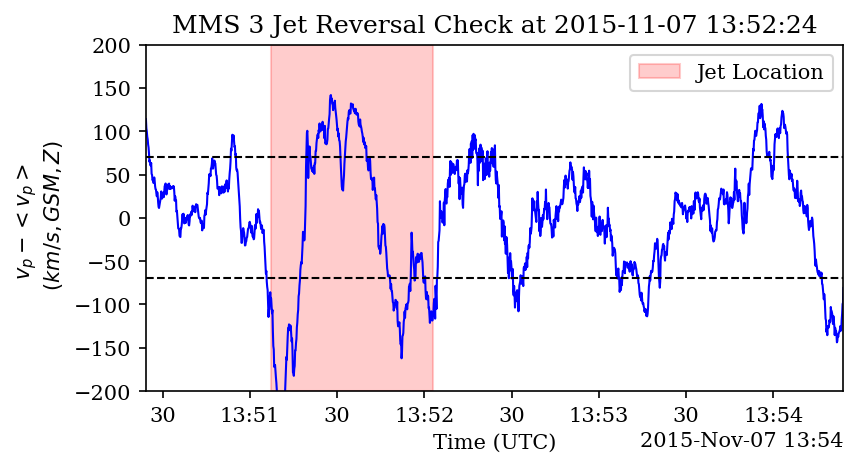 MMS 3 Jet Reversal Check at 2015-11-07 13:52:24
Jet Location
v_p − < v_p >
(km/s, GSM, Z)
200
150
100
50
0
−50
−100
−150
−200
30 13:51 30 13:52 30 13:53 30 13:54
Time (UTC)
2015-Nov-07 13:54